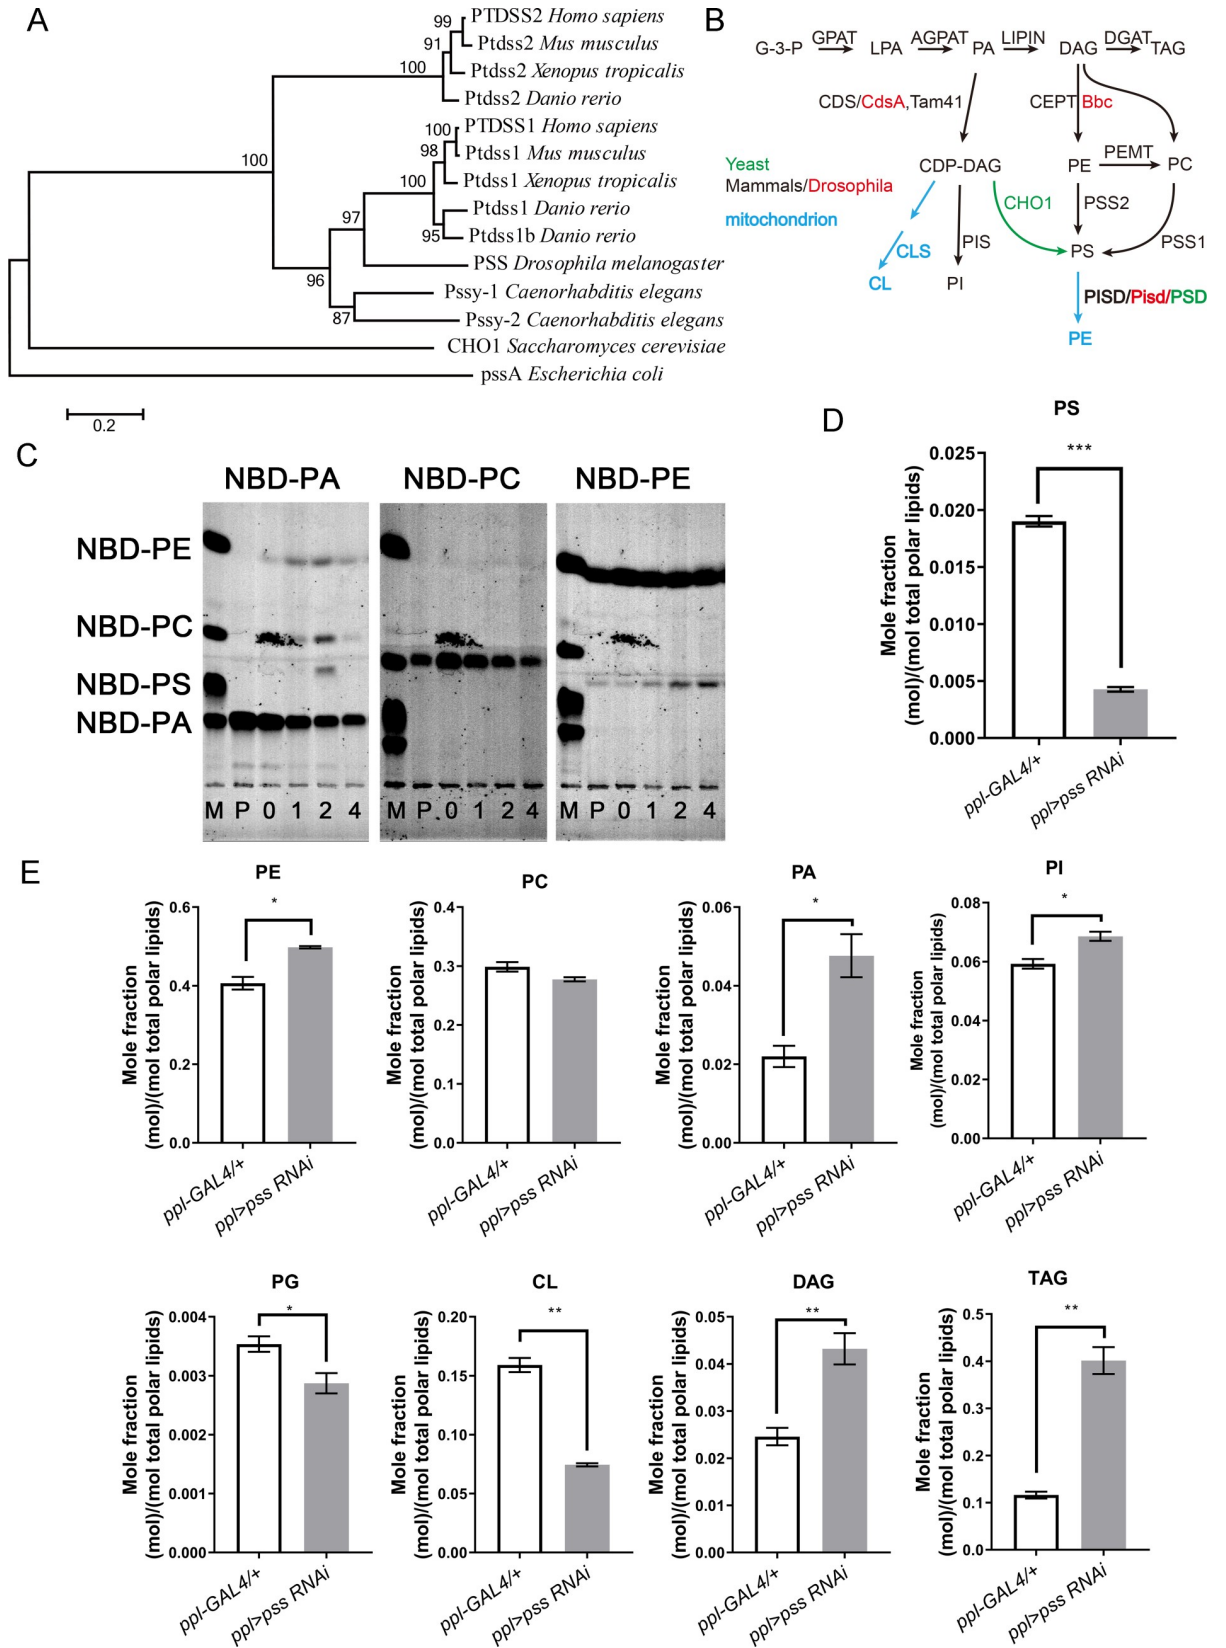 A
PTDSS2 Homo sapiens
Ptdss2 Mus musculus
Ptdss2 Xenopus tropicalis
Ptdss2 Danio rerio
PTDSS1 Homo sapiens
Ptdss1 Mus musculus
Ptdss1 Xenopus tropicalis
Ptdss1 Danio rerio
Ptdss1b Danio rerio
PSS Drosophila melanogaster
Pssy-1 Caenorhabditis elegans
Pssy-2 Caenorhabditis elegans
CHO1 Saccharomyces cerevisiae
pssA Escherichia coli
99
91
100
100
98
100
100
97
95
96
87
0.2
B
G-3-P GPAT LPA AGPAT PA LIPIN DAG DGAT TAG
CDS/CdsA,Tam41
CEPT Bbc
CDP-DAG
PE PEMT PC
Yeast
Mammals/Drosophila
mitochondrion
CHO1
PSS2
CLS
PIS
PS
PSS1
CL
PI
PISD/Pisd/PSD
PE
C
NBD-PA NBD-PC NBD-PE
NBD-PE
NBD-PC
NBD-PS
NBD-PA
M P 0 1 2 4
M P 0 1 2 4
M P 0 1 2 4
D
PS
***
Mole fraction
(mol)/(mol total polar lipids)
0.025
0.020
0.015
0.010
0.005
0.000
ppl-GAL4/+
ppl>pss RNAi
E
PE
*
Mole fraction
(mol)/(mol total polar lipids)
0.6
0.4
0.2
0.0
ppl-GAL4/+
ppl>pss RNAi
PC
Mole fraction
(mol)/(mol total polar lipids)
0.4
0.3
0.2
0.1
0.0
ppl-GAL4/+
ppl>pss RNAi
PA
*
Mole fraction
(mol)/(mol total polar lipids)
0.06
0.04
0.02
0.00
ppl-GAL4/+
ppl>pss RNAi
PI
*
Mole fraction
(mol)/(mol total polar lipids)
0.08
0.06
0.04
0.02
0.00
ppl-GAL4/+
ppl>pss RNAi
PG
*
Mole fraction
(mol)/(mol total polar lipids)
0.004
0.003
0.002
0.001
0.000
ppl-GAL4/+
ppl>pss RNAi
CL
**
Mole fraction
(mol)/(mol total polar lipids)
0.20
0.15
0.10
0.05
0.00
ppl-GAL4/+
ppl>pss RNAi
DAG
**
Mole fraction
(mol)/(mol total polar lipids)
0.05
0.04
0.03
0.02
0.01
0.00
ppl-GAL4/+
ppl>pss RNAi
TAG
**
Mole fraction
(mol)/(mol total polar lipids)
0.5
0.4
0.3
0.2
0.1
0.0
ppl-GAL4/+
ppl>pss RNAi